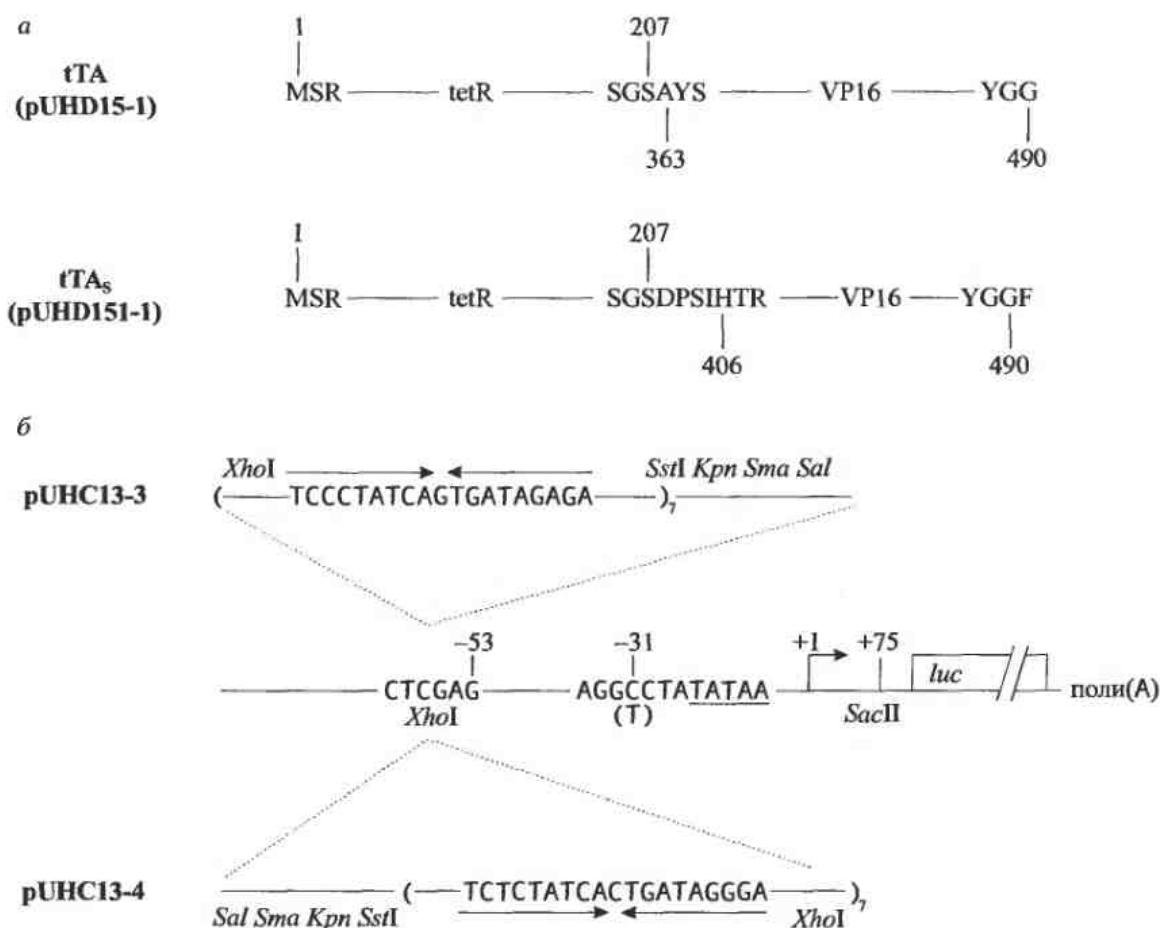 а
1 207
tTA
(pUHD15-1)
MSR tetR SGSAYS VP16 YGG
363 490
1 207
tTAS
(pUHD151-1)
MSR tetR SGSDPSIHTR VP16 YGGF
406 490
б
XhoI SstI Kpn Sma Sal
pUHC13-3
( TCCCTATCAGTGATAGAGA )7
-53 -31 +1 +75
CTCGAG AGGCCTATATAA luc поли(А)
XhoI (T) SacII
pUHC13-4
( TCTCTATCACTGATAGGGA )7
Sal Sma Kpn SstI XhoI